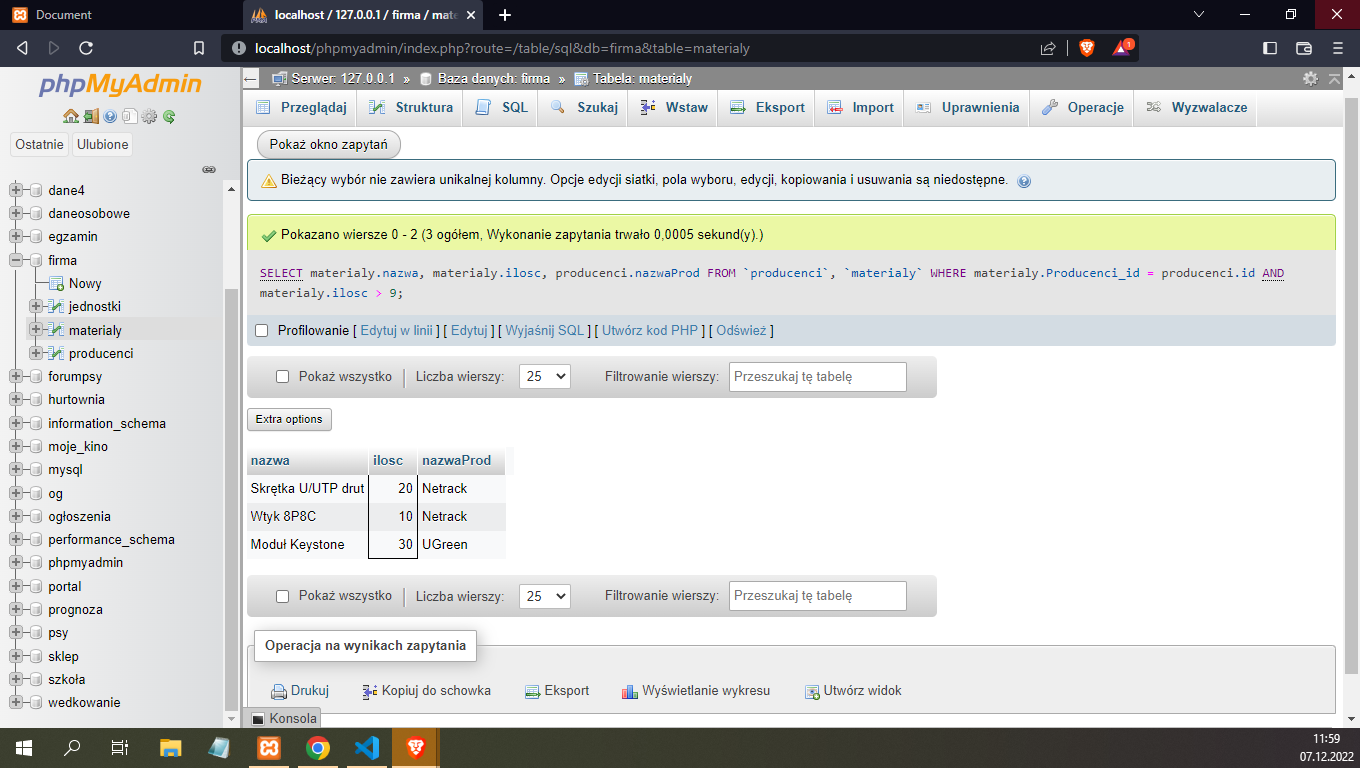 Document
localhost / 127.0.0.1 / firma / mate
localhost/phpmyadmin/index.php?route=/table/sql&db=firma&table=materialy
1
phpMyAdmin
Ostatnie
Ulubione
dane4
daneosobowe
egzamin
firma
Nowy
jednostki
materialy
producenci
forumpsy
hurtownia
information_schema
moje_kino
mysql
og
ogłoszenia
performance_schema
phpmyadmin
portal
prognoza
psy
sklep
szkoła
wedkowanie
Serwer: 127.0.0.1 » Baza danych: firma » Tabela: materialy
Przeglądaj Struktura SQL Szukaj Wstaw Eksport Import Uprawnienia Operacje Wyzwalacze
Pokaż okno zapytań
Bieżący wybór nie zawiera unikalnej kolumny. Opcje edycji siatki, pola wyboru, edycji, kopiowania i usuwania są niedostępne.
Pokazano wiersze 0 - 2 (3 ogółem, Wykonanie zapytania trwało 0,0005 sekund(y).)
SELECT materialy.nazwa, materialy.ilosc, producenci.nazwaProd FROM `producenci`, `materialy` WHERE materialy.Producenci_id = producenci.id AND
materialy.ilosc > 9;
Profilowanie [ Edytuj w linii ] [ Edytuj ] [ Wyjaśnij SQL ] [ Utwórz kod PHP ] [ Odśwież ]
Pokaż wszystko | Liczba wierszy: 25 Filtrowanie wierszy: Przeszukaj tę tabelę
Extra options
nazwa ilosc nazwaProd
Skrętka U/UTP drut 20 Netrack
Wtyk 8P8C 10 Netrack
Moduł Keystone 30 UGreen
Pokaż wszystko | Liczba wierszy: 25 Filtrowanie wierszy: Przeszukaj tę tabelę
Operacja na wynikach zapytania
Drukuj Kopiuj do schowka Eksport Wyświetlanie wykresu Utwórz widok
Konsola
11:59
07.12.2022